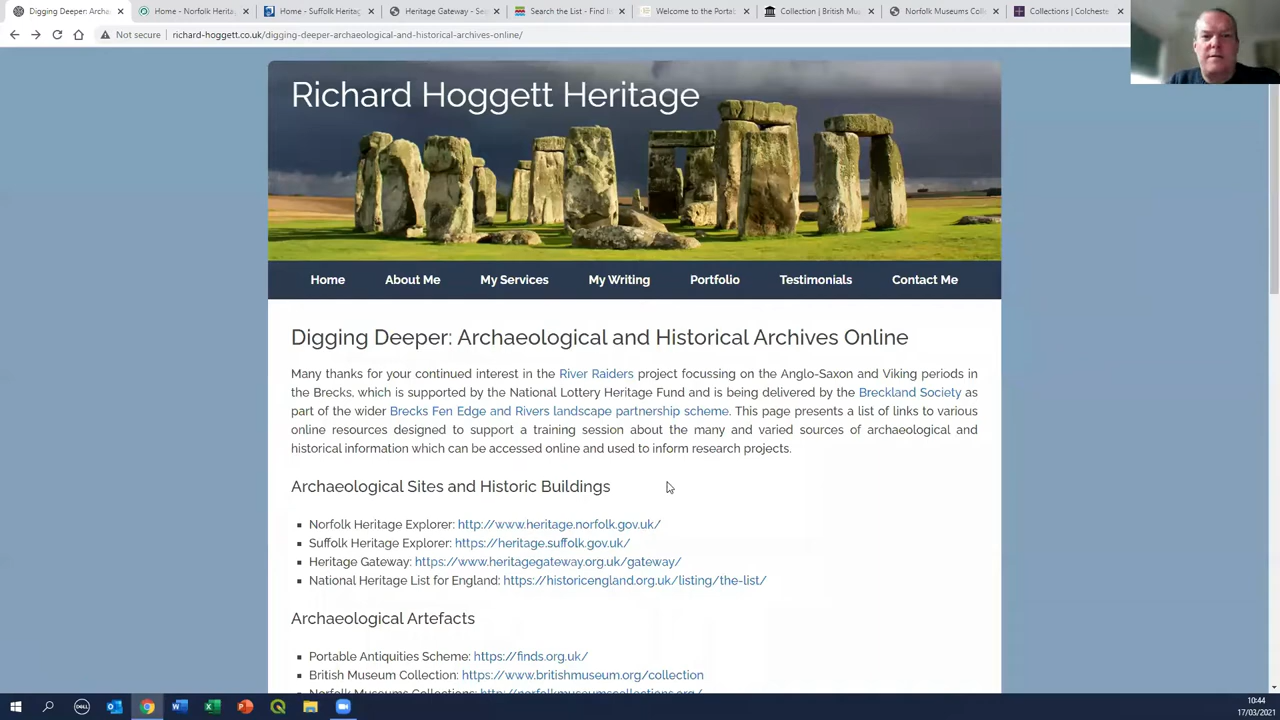 Digging Deeper: Archa
Home - Norfolk Herita
Home - Suffolk Heritag
Heritage Gateway - Se
Search the List - Find li
Welcome to the Portal
Collection | British Mu
Norfolk Museums Coll
Collections | Colcheste
Not secure | richard-hoggett.co.uk/digging-deeper-archaeological-and-historical-archives-online/
Richard Hoggett Heritage
Home About Me My Services My Writing Portfolio Testimonials Contact Me
Digging Deeper: Archaeological and Historical Archives Online
Many thanks for your continued interest in the River Raiders project focussing on the Anglo-Saxon and Viking periods in
the Brecks, which is supported by the National Lottery Heritage Fund and is being delivered by the Breckland Society as
part of the wider Brecks Fen Edge and Rivers landscape partnership scheme. This page presents a list of links to various
online resources designed to support a training session about the many and varied sources of archaeological and
historical information which can be accessed online and used to inform research projects.
Archaeological Sites and Historic Buildings
Norfolk Heritage Explorer: http://www.heritage.norfolk.gov.uk/
Suffolk Heritage Explorer: https://heritage.suffolk.gov.uk/
Heritage Gateway: https://www.heritagegateway.org.uk/gateway/
National Heritage List for England: https://historicengland.org.uk/listing/the-list/
Archaeological Artefacts
Portable Antiquities Scheme: https://finds.org.uk/
British Museum Collection: https://www.britishmuseum.org/collection
Norfolk Museums Collections: http://norfolkmuseumscollections.org/
10:44
17/03/2021